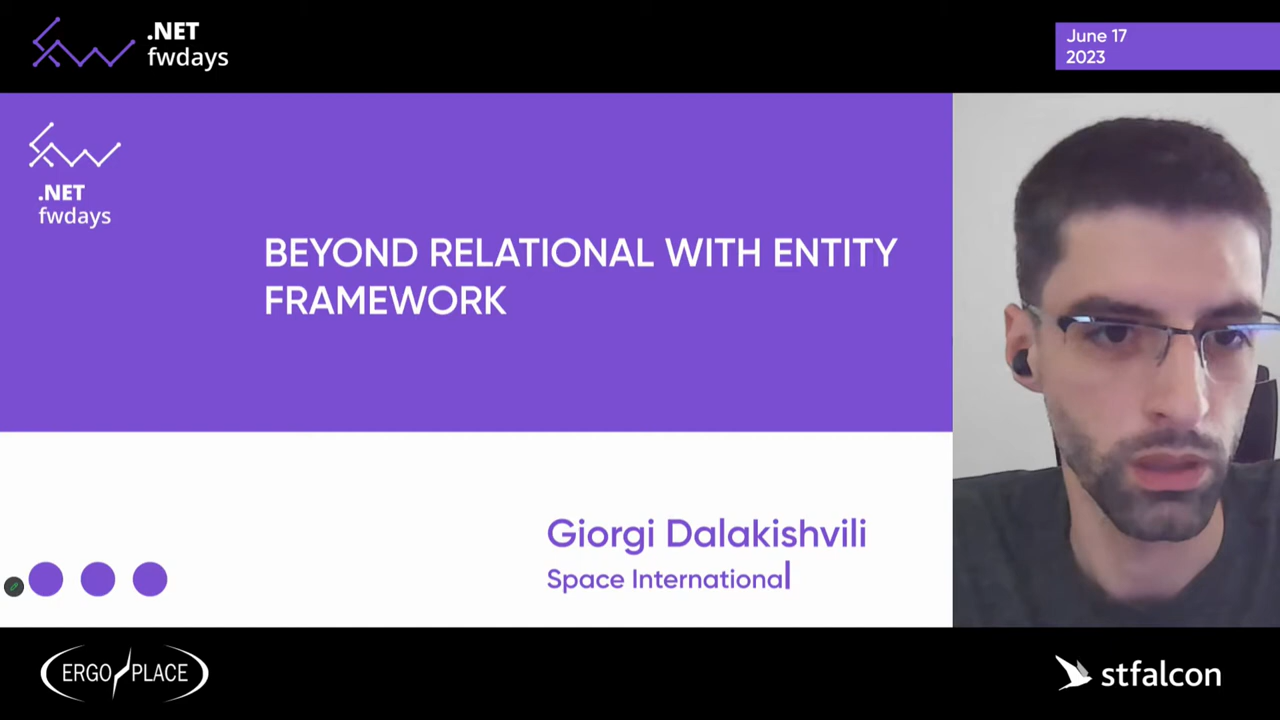 .NET
fwdays
June 17
2023
.NET
fwdays
BEYOND RELATIONAL WITH ENTITY
FRAMEWORK
Giorgi Dalakishvili
Space International
ERGO PLACE
stfalcon